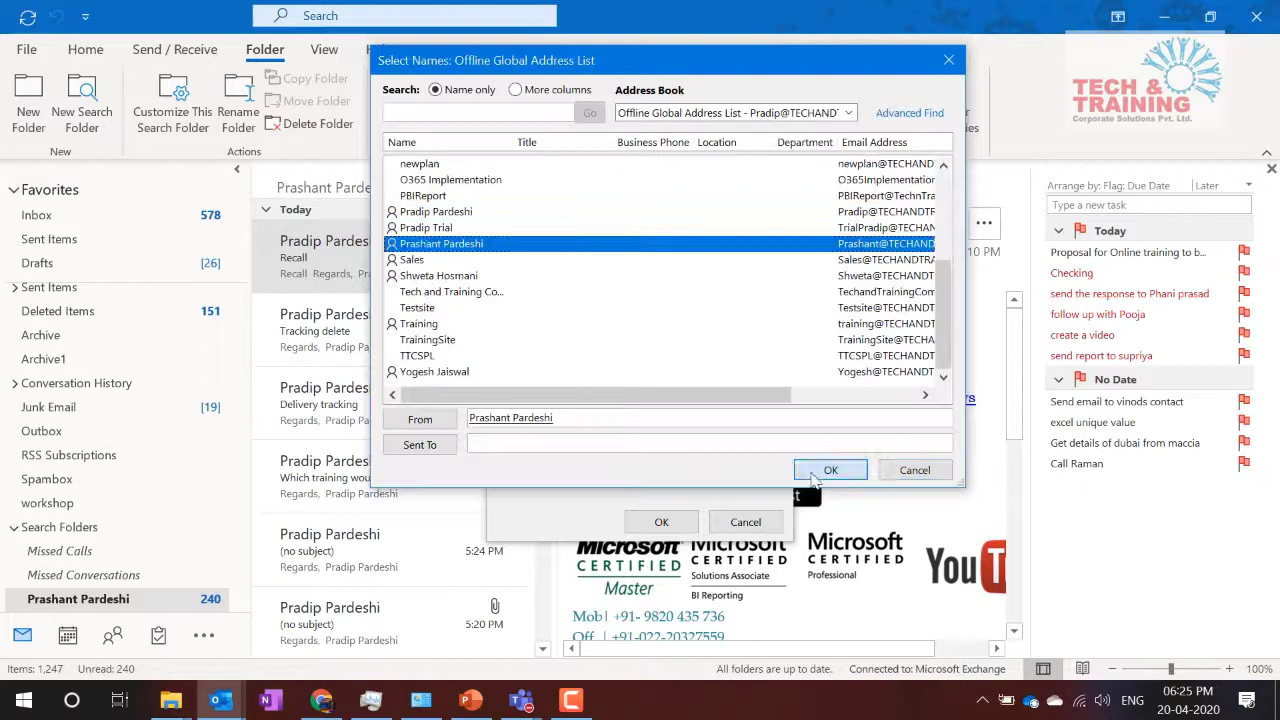 Search
TECH &
TRAINING
Corporate Solutions Pvt. Ltd.
File
Home
Send / Receive
Folder
View
New Folder
New Search Folder
New
Customize This Search Folder
Rename Folder
Copy Folder
Move Folder
Delete Folder
Actions
Select Names: Offline Global Address List
Search:
Name only
More columns
Address Book
Go
Offline Global Address List - Pradip@TECHANDT
Advanced Find
Name
Title
Business Phone
Location
Department
Email Address
newplan newplan@TECHAND
O365 Implementation O365Implementation
PBIReport PBIReport@TechnTra
Pradip Pardeshi Pradip@TECHANDTR
Pradip Trial TrialPradip@TECHAN
Prashant Pardeshi Prashant@TECHAND
Sales Sales@TECHANDTRA
Shweta Hosmani Shweta@TECHANDT
Tech and Training Co... TechandTrainingCom
Testsite Testsite@TECHANDT
Training training@TECHANDT
TrainingSite TrainingSite@TECHA
TTCSPL TTCSPL@TECHANDT
Yogesh Jaiswal Yogesh@TECHANDT
From
Prashant Pardeshi
Sent To
OK
Cancel
OK
Cancel
Favorites
Inbox 578
Sent Items
Drafts [26]
Sent Items
Deleted Items 151
Archive
Archive1
Conversation History
Junk Email [19]
Outbox
RSS Subscriptions
Spambox
workshop
Search Folders
Missed Calls
Missed Conversations
Prashant Pardeshi 240
Prashant Parde
Today
Pradip Pardes
Recall
Recall Regards, Pradip
Pradip Pardes
Tracking delete
Regards, Pradip Pa
Pradip Pardes
Delivery tracking
Regards, Pradip Pa
Pradip Pardes
Which training wou
Regards, Pradip Pa
Pradip Pardeshi
(no subject) 5:24 PM
Regards, Pradip Pardeshi
Pradip Pardeshi
(no subject) 5:20 PM
Regards, Pradip Pardeshi
10 PM
Microsoft
CERTIFIED
Master
Microsoft
CERTIFIED
Solutions Associate
BI Reporting
Microsoft
CERTIFIED
Professional
YouT
Mob| +91- 9820 435 736
Off | +91-022-20327559
Arrange by: Flag: Due Date
Later
Type a new task
Today
Proposal for Online training to b...
Checking
send the response to Phani prasad
follow up with Pooja
create a video
send report to supriya
No Date
Send email to vinods contact
excel unique value
Get details of dubai from maccia
Call Raman
Items: 1,247
Unread: 240
All folders are up to date.
Connected to: Microsoft Exchange
100%
ENG
06:25 PM
20-04-2020